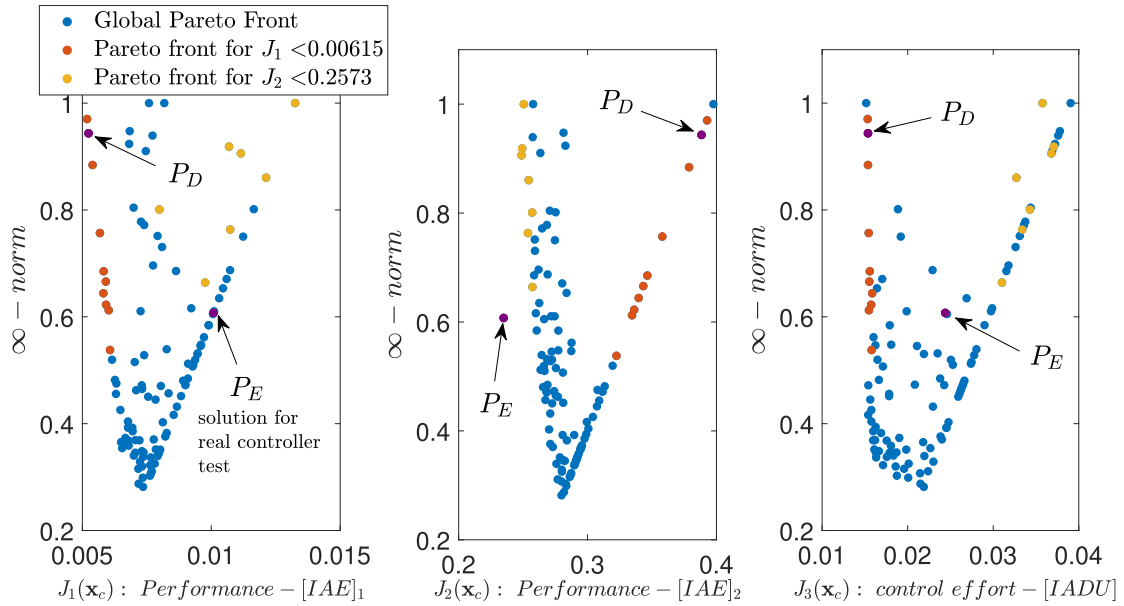 Global Pareto Front
Pareto front for J₁ <0.00615
Pareto front for J₂ <0.2573
1
0.8
0.6
0.4
0.2
∞ − norm
P_D
P_E
solution for
real controller
test
0.005
0.01
0.015
J₁(x_c) : Performance − [IAE]₁
1
0.8
0.6
0.4
0.2
∞ − norm
P_D
P_E
0.2
0.3
0.4
J₂(x_c) : Performance − [IAE]₂
1
0.8
0.6
0.4
0.2
∞ − norm
P_D
P_E
0.01
0.02
0.03
0.04
J₃(x_c) : control effort − [IADU]